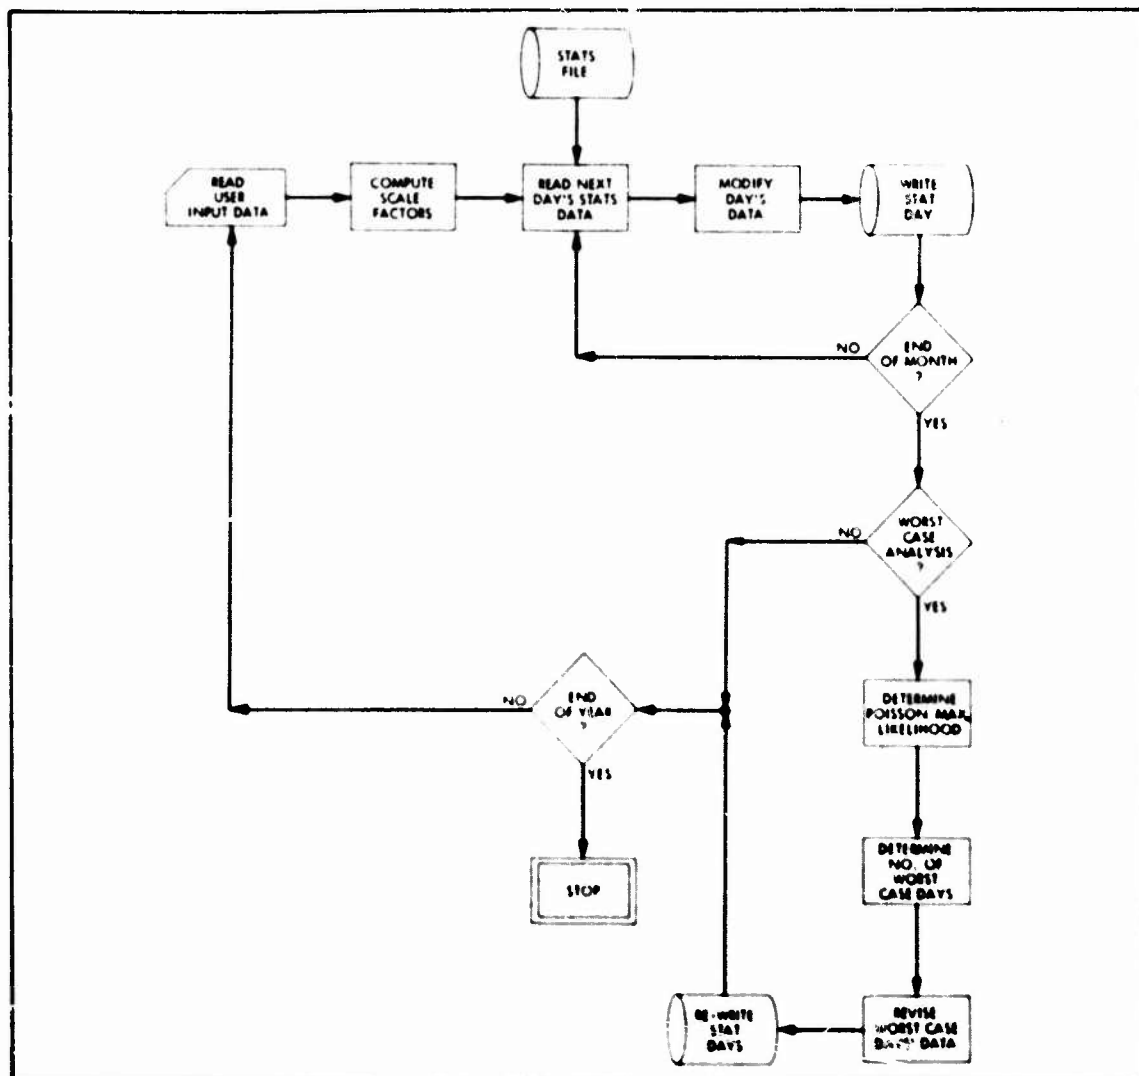 STATS
FILE
READ
USER
INPUT DATA
COMPUTE
SCALE
FACTORS
READ NEXT
DAY'S STATS
DATA
MODIFY
DAY'S
DATA
WRITE
STAT
DAY
NO
END
OF MONTH
?
YES
NO
WORST
CASE
ANALYSIS
?
YES
NO
END
OF YEAR
?
YES
DETERMINE
POISSON MAX.
LIKELIHOOD
STOP
DETERMINE
NO. OF
WORST
CASE DAYS
RE-WRITE
STAT
DAYS
REVISE
WORST CASE
DAYS' DATA